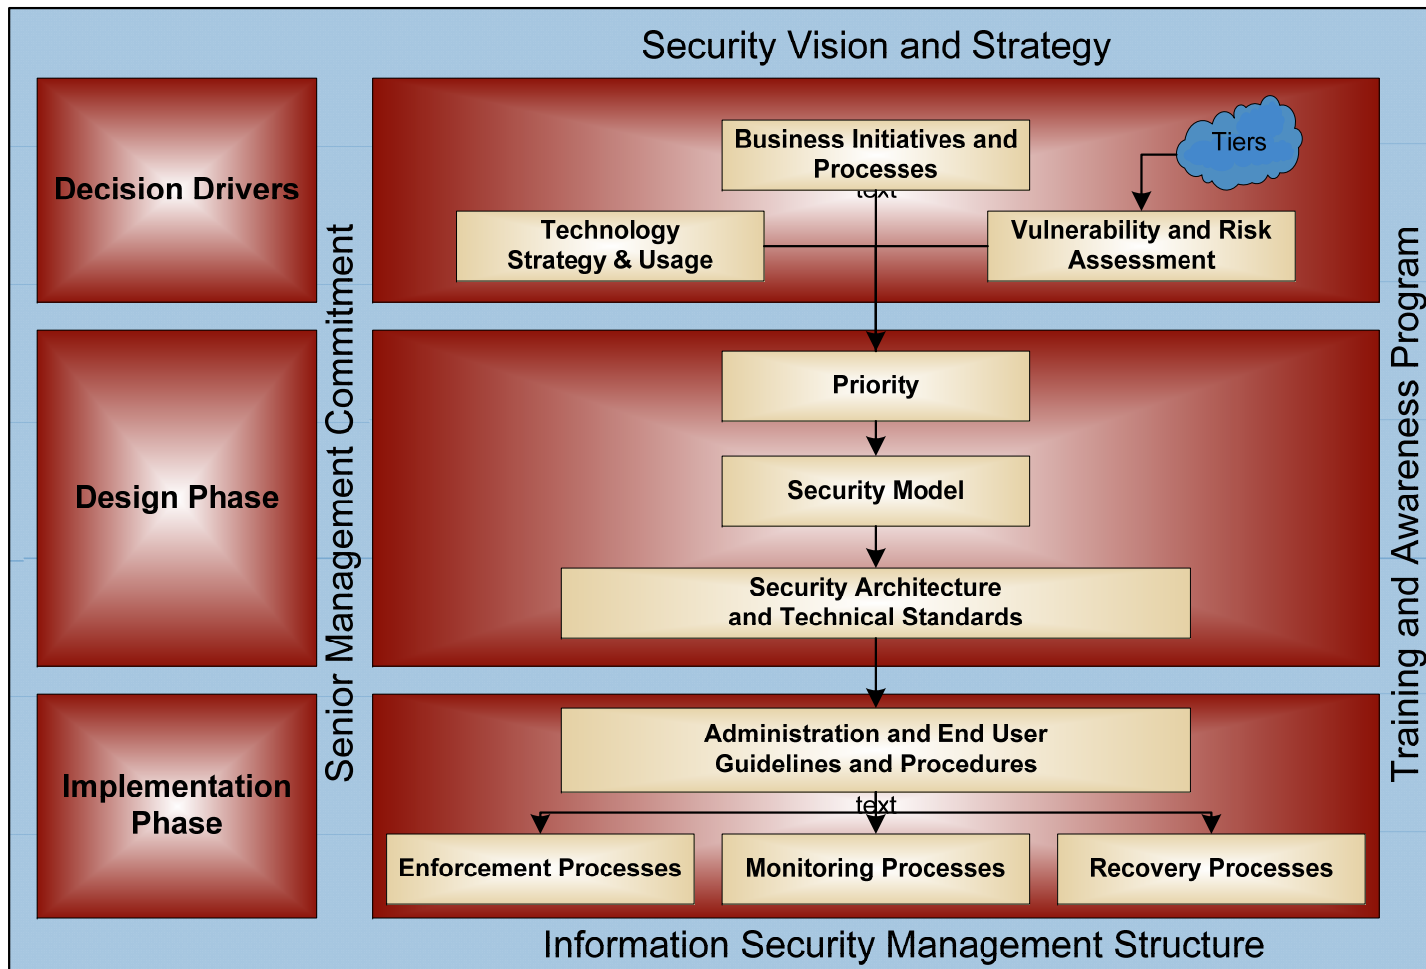 Security Vision and Strategy
Decision Drivers
Business Initiatives and
Processes
text
Tiers
Technology
Strategy & Usage
Vulnerability and Risk
Assessment
Senior Management Commitment
Training and Awareness Program
Design Phase
Priority
Security Model
Security Architecture
and Technical Standards
Implementation
Phase
Administration and End User
Guidelines and Procedures
text
Enforcement Processes
Monitoring Processes
Recovery Processes
Information Security Management Structure